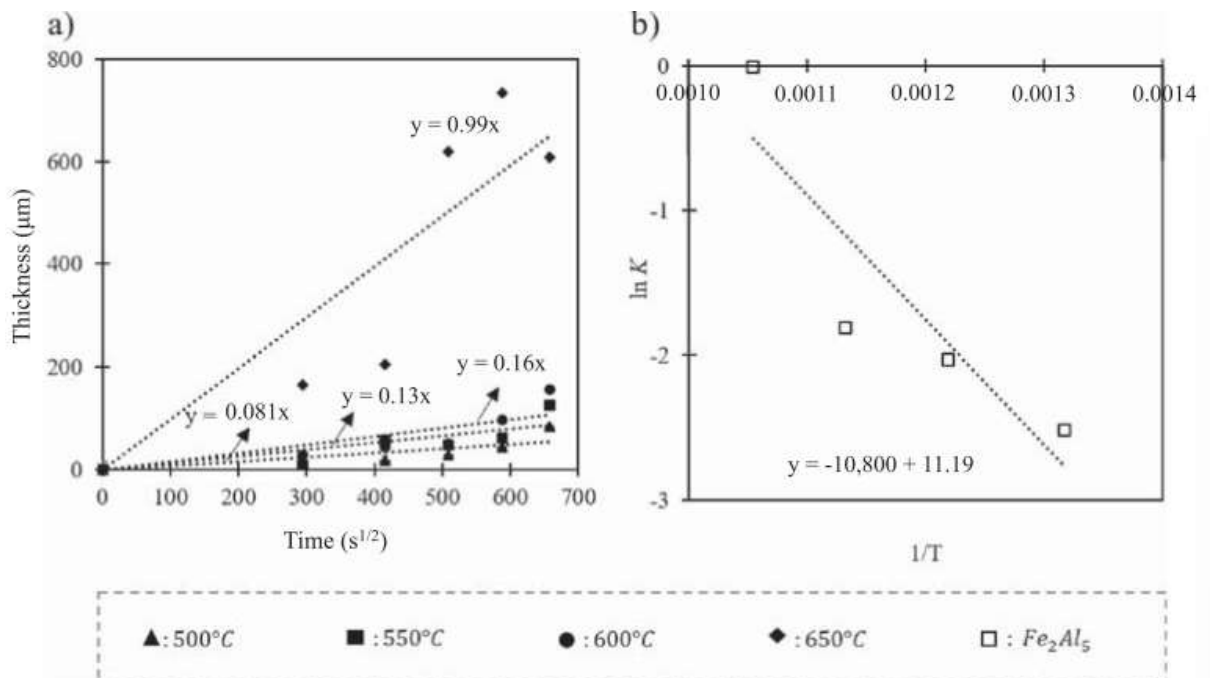 a)
800
600
400
200
0
Thickness (µm)
y = 0.99x
y = 0.16x
y = 0.13x
y = 0.081x
0 100 200 300 400 500 600 700
Time (s1/2)
b)
0
-1
-2
-3
ln K
0.0010 0.0011 0.0012 0.0013 0.0014
y = -10,800 + 11.19
1/T
▲:500°C ■:550°C ●:600°C ◆:650°C □: Fe2Al5